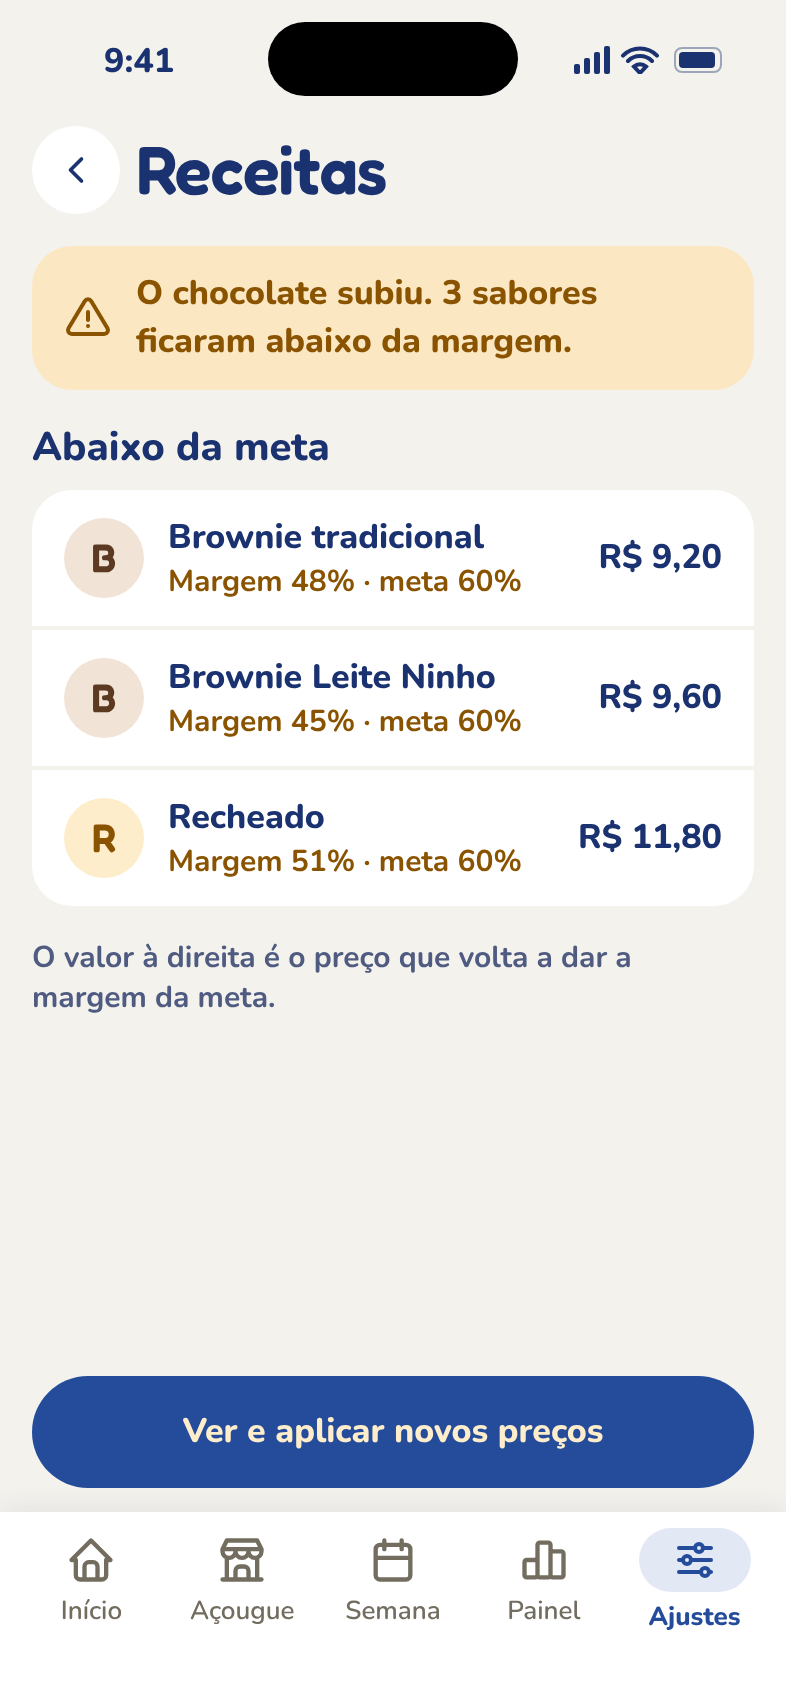 9:41
Receitas
O chocolate subiu. 3 sabores
ficaram abaixo da margem.
Abaixo da meta
B
Brownie tradicional
Margem 48% · meta 60%
R$ 9,20
B
Brownie Leite Ninho
Margem 45% · meta 60%
R$ 9,60
R
Recheado
Margem 51% · meta 60%
R$ 11,80
O valor à direita é o preço que volta a dar a
margem da meta.
Ver e aplicar novos preços
Início
Açougue
Semana
Painel
Ajustes